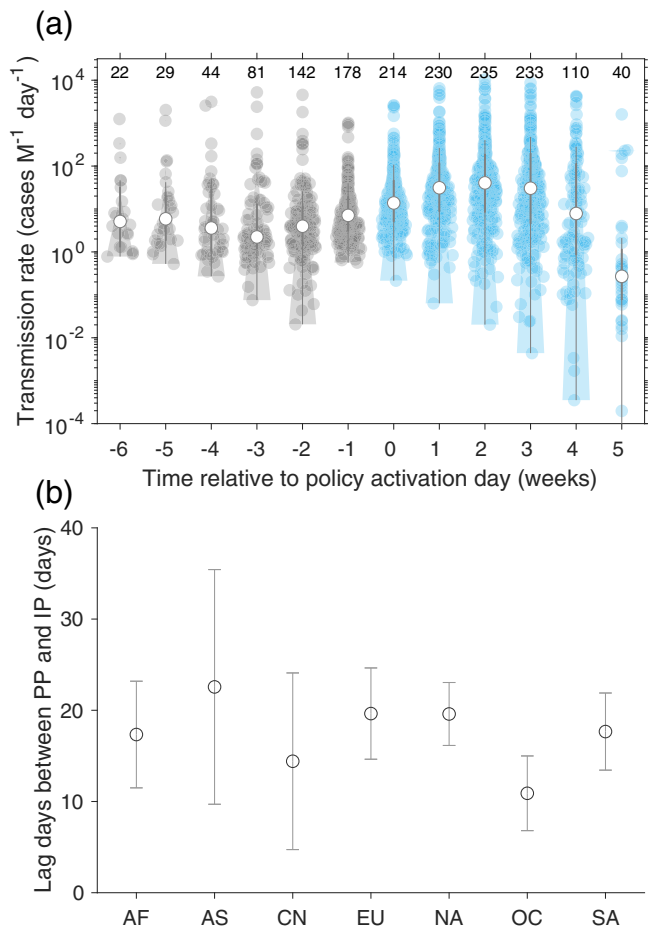 (a)
22 29 44 81 142 178 214 230 235 233 110 40
10^4
10^2
10^0
10^-2
10^-4
Transmission rate (cases M^-1 day^-1)
-6 -5 -4 -3 -2 -1 0 1 2 3 4 5
Time relative to policy activation day (weeks)
(b)
40
30
20
10
0
Lag days between PP and IP (days)
AF AS CN EU NA OC SA